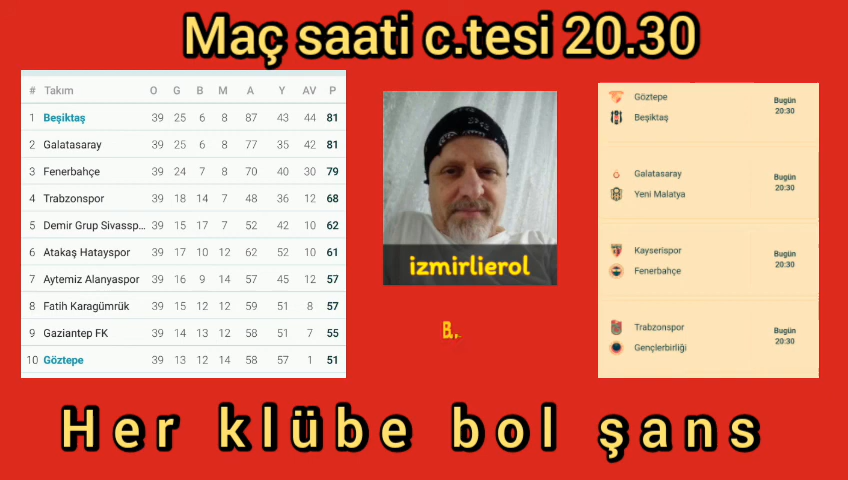 Maç saati c.tesi 20.30
# Takım O G B M A Y AV P
1 Beşiktaş 39 25 6 8 87 43 44 81
2 Galatasaray 39 25 6 8 77 35 42 81
3 Fenerbahçe 39 24 7 8 70 40 30 79
4 Trabzonspor 39 18 14 7 48 36 12 68
5 Demir Grup Sivassp... 39 15 17 7 52 42 10 62
6 Atakaş Hatayspor 39 17 10 12 62 52 10 61
7 Aytemiz Alanyaspor 39 16 9 14 57 45 12 57
8 Fatih Karagümrük 39 15 12 12 59 51 8 57
9 Gaziantep FK 39 14 13 12 58 51 7 55
10 Göztepe 39 13 12 14 58 57 1 51
izmirlierol
B..
Göztepe
Beşiktaş
Bugün
20:30
Galatasaray
Yeni Malatya
Bugün
20:30
Kayserispor
Fenerbahçe
Bugün
20:30
Trabzonspor
Gençlerbirliği
Bugün
20:30
Her klübe bol şans